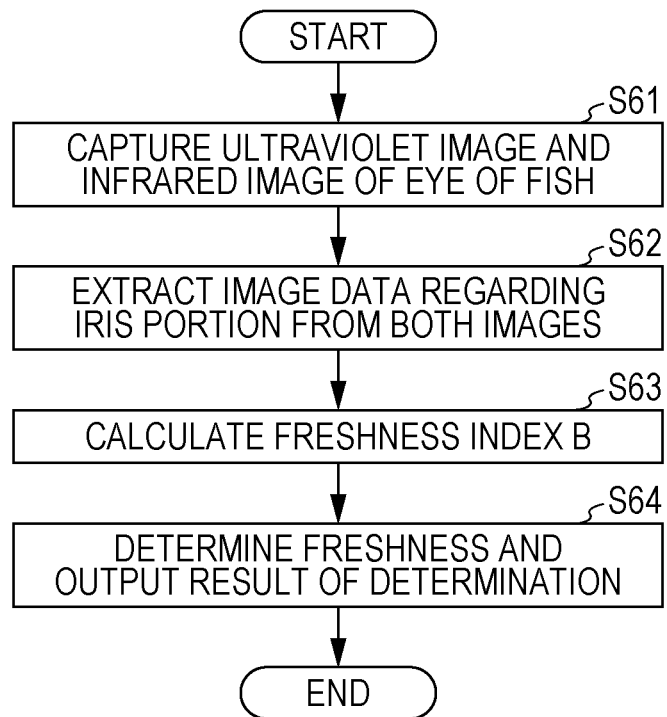 START
S61
CAPTURE ULTRAVIOLET IMAGE AND
INFRARED IMAGE OF EYE OF FISH
S62
EXTRACT IMAGE DATA REGARDING
IRIS PORTION FROM BOTH IMAGES
S63
CALCULATE FRESHNESS INDEX B
S64
DETERMINE FRESHNESS AND
OUTPUT RESULT OF DETERMINATION
END